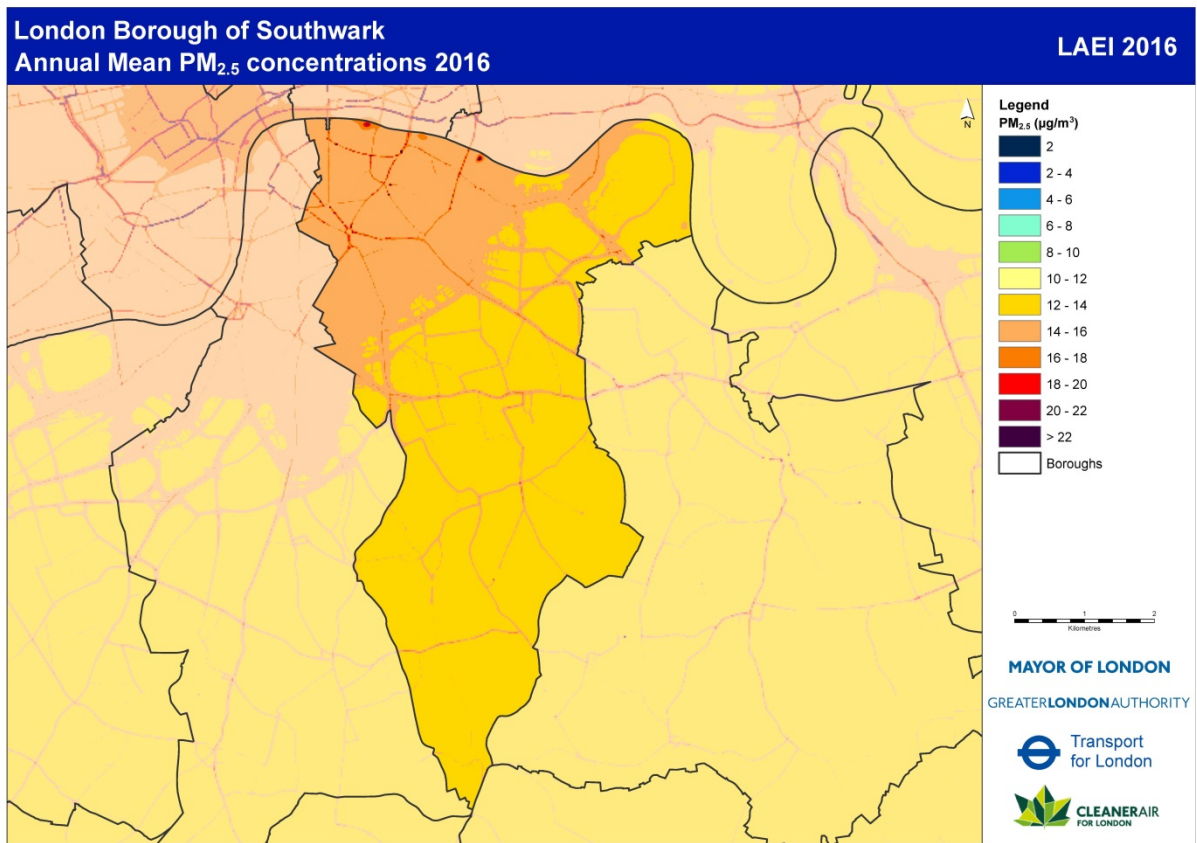 London Borough of Southwark
Annual Mean PM2.5 concentrations 2016
LAEI 2016
N
Legend
PM2.5 (µg/m³)
2
2 - 4
4 - 6
6 - 8
8 - 10
10 - 12
12 - 14
14 - 16
16 - 18
18 - 20
20 - 22
> 22
Boroughs
0 1 2
Kilometres
MAYOR OF LONDON
GREATERLONDONAUTHORITY
Transport
for London
CLEANERAIR
FOR LONDON